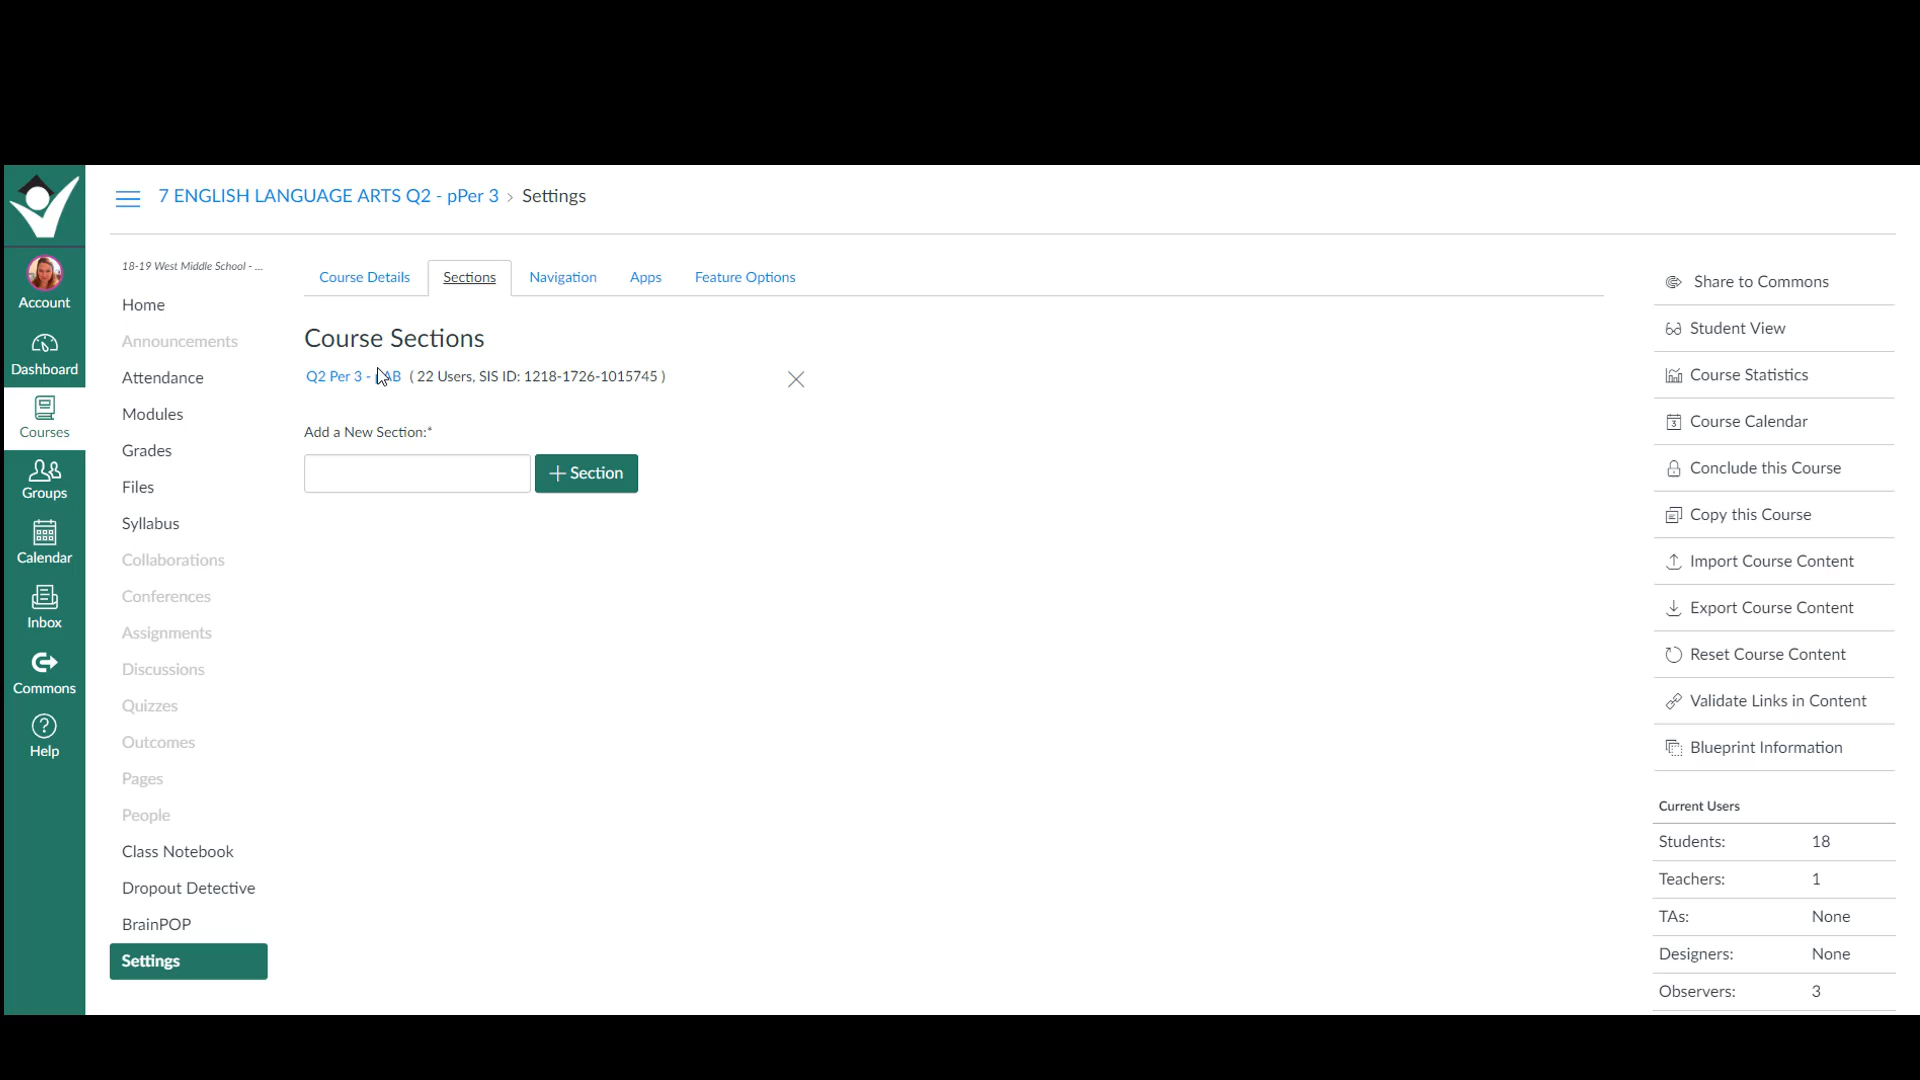 7 ENGLISH LANGUAGE ARTS Q2 - pPer 3 › Settings
Account
Dashboard
Courses
Groups
Calendar
Inbox
Commons
Help
18-19 West Middle School - ...
Home
Announcements
Attendance
Modules
Grades
Files
Syllabus
Collaborations
Conferences
Assignments
Discussions
Quizzes
Outcomes
Pages
People
Class Notebook
Dropout Detective
BrainPOP
Settings
Course Details
Sections
Navigation
Apps
Feature Options
Course Sections
Q2 Per 3 - ( 22 Users, SIS ID: 1218-1726-1015745 )
Add a New Section:*
+ Section
Share to Commons
Student View
Course Statistics
3 Course Calendar
Conclude this Course
Copy this Course
Import Course Content
Export Course Content
Reset Course Content
Validate Links in Content
Blueprint Information
Current Users
Students: 18
Teachers: 1
TAs: None
Designers: None
Observers: 3